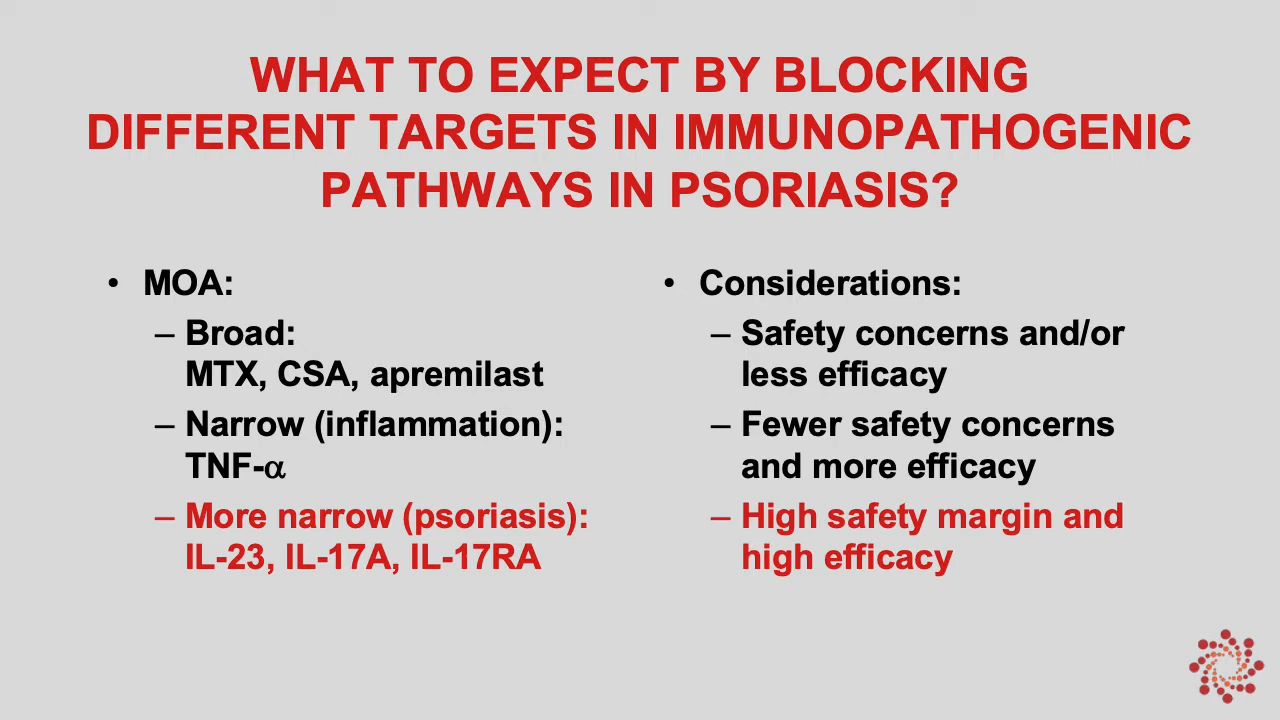 WHAT TO EXPECT BY BLOCKING
DIFFERENT TARGETS IN IMMUNOPATHOGENIC
PATHWAYS IN PSORIASIS?
• MOA:
– Broad:
MTX, CSA, apremilast
– Narrow (inflammation):
TNF-α
– More narrow (psoriasis):
IL-23, IL-17A, IL-17RA
• Considerations:
– Safety concerns and/or
less efficacy
– Fewer safety concerns
and more efficacy
– High safety margin and
high efficacy